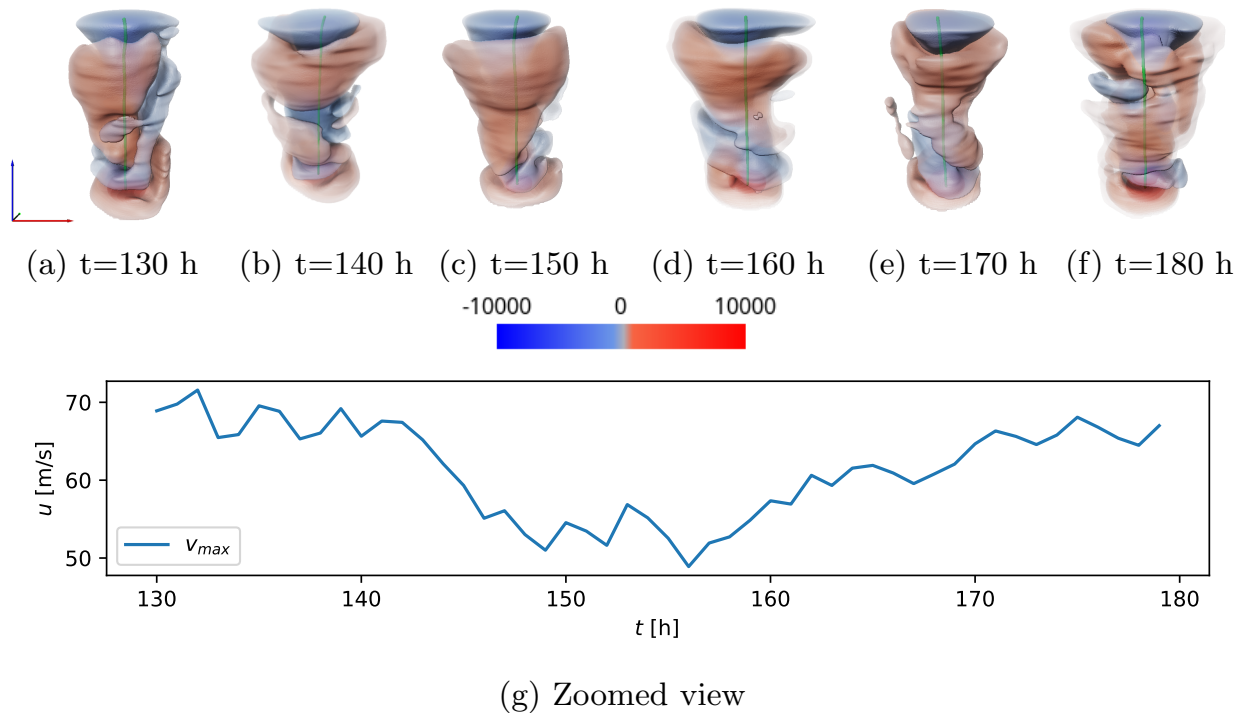 (a) t=130 h (b) t=140 h (c) t=150 h (d) t=160 h (e) t=170 h (f) t=180 h
-10000 0 10000
70
60
50
u [m/s]
v_max
130 140 150 160 170 180
t [h]
(g) Zoomed view